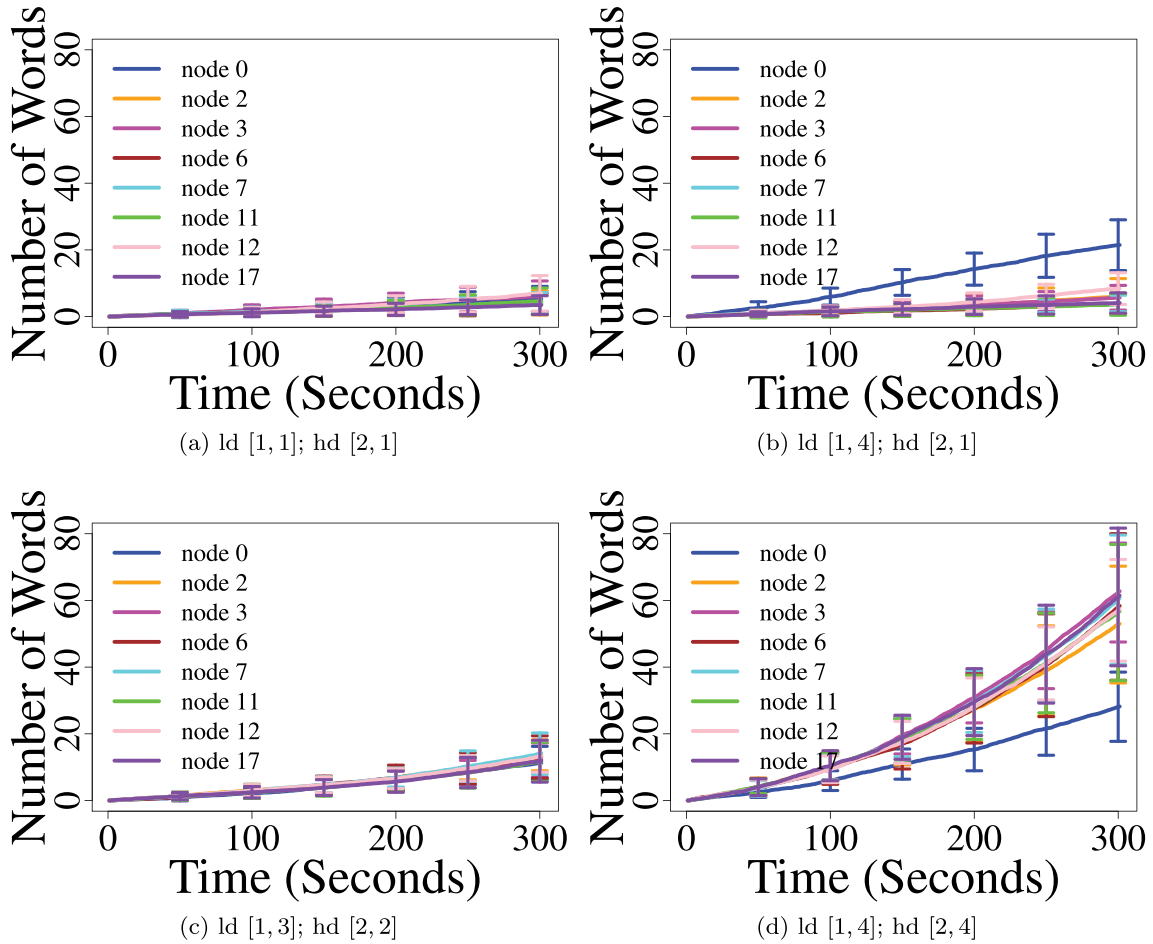 Number of Words
80
60
40
20
0
node 0
node 2
node 3
node 6
node 7
node 11
node 12
node 17
0 100 200 300
Time (Seconds)
(a) ld [1, 1]; hd [2, 1]
Number of Words
80
60
40
20
0
node 0
node 2
node 3
node 6
node 7
node 11
node 12
node 17
0 100 200 300
Time (Seconds)
(b) ld [1, 4]; hd [2, 1]
Number of Words
80
60
40
20
0
node 0
node 2
node 3
node 6
node 7
node 11
node 12
node 17
0 100 200 300
Time (Seconds)
(c) ld [1, 3]; hd [2, 2]
Number of Words
80
60
40
20
0
node 0
node 2
node 3
node 6
node 7
node 11
node 12
node 17
0 100 200 300
Time (Seconds)
(d) ld [1, 4]; hd [2, 4]